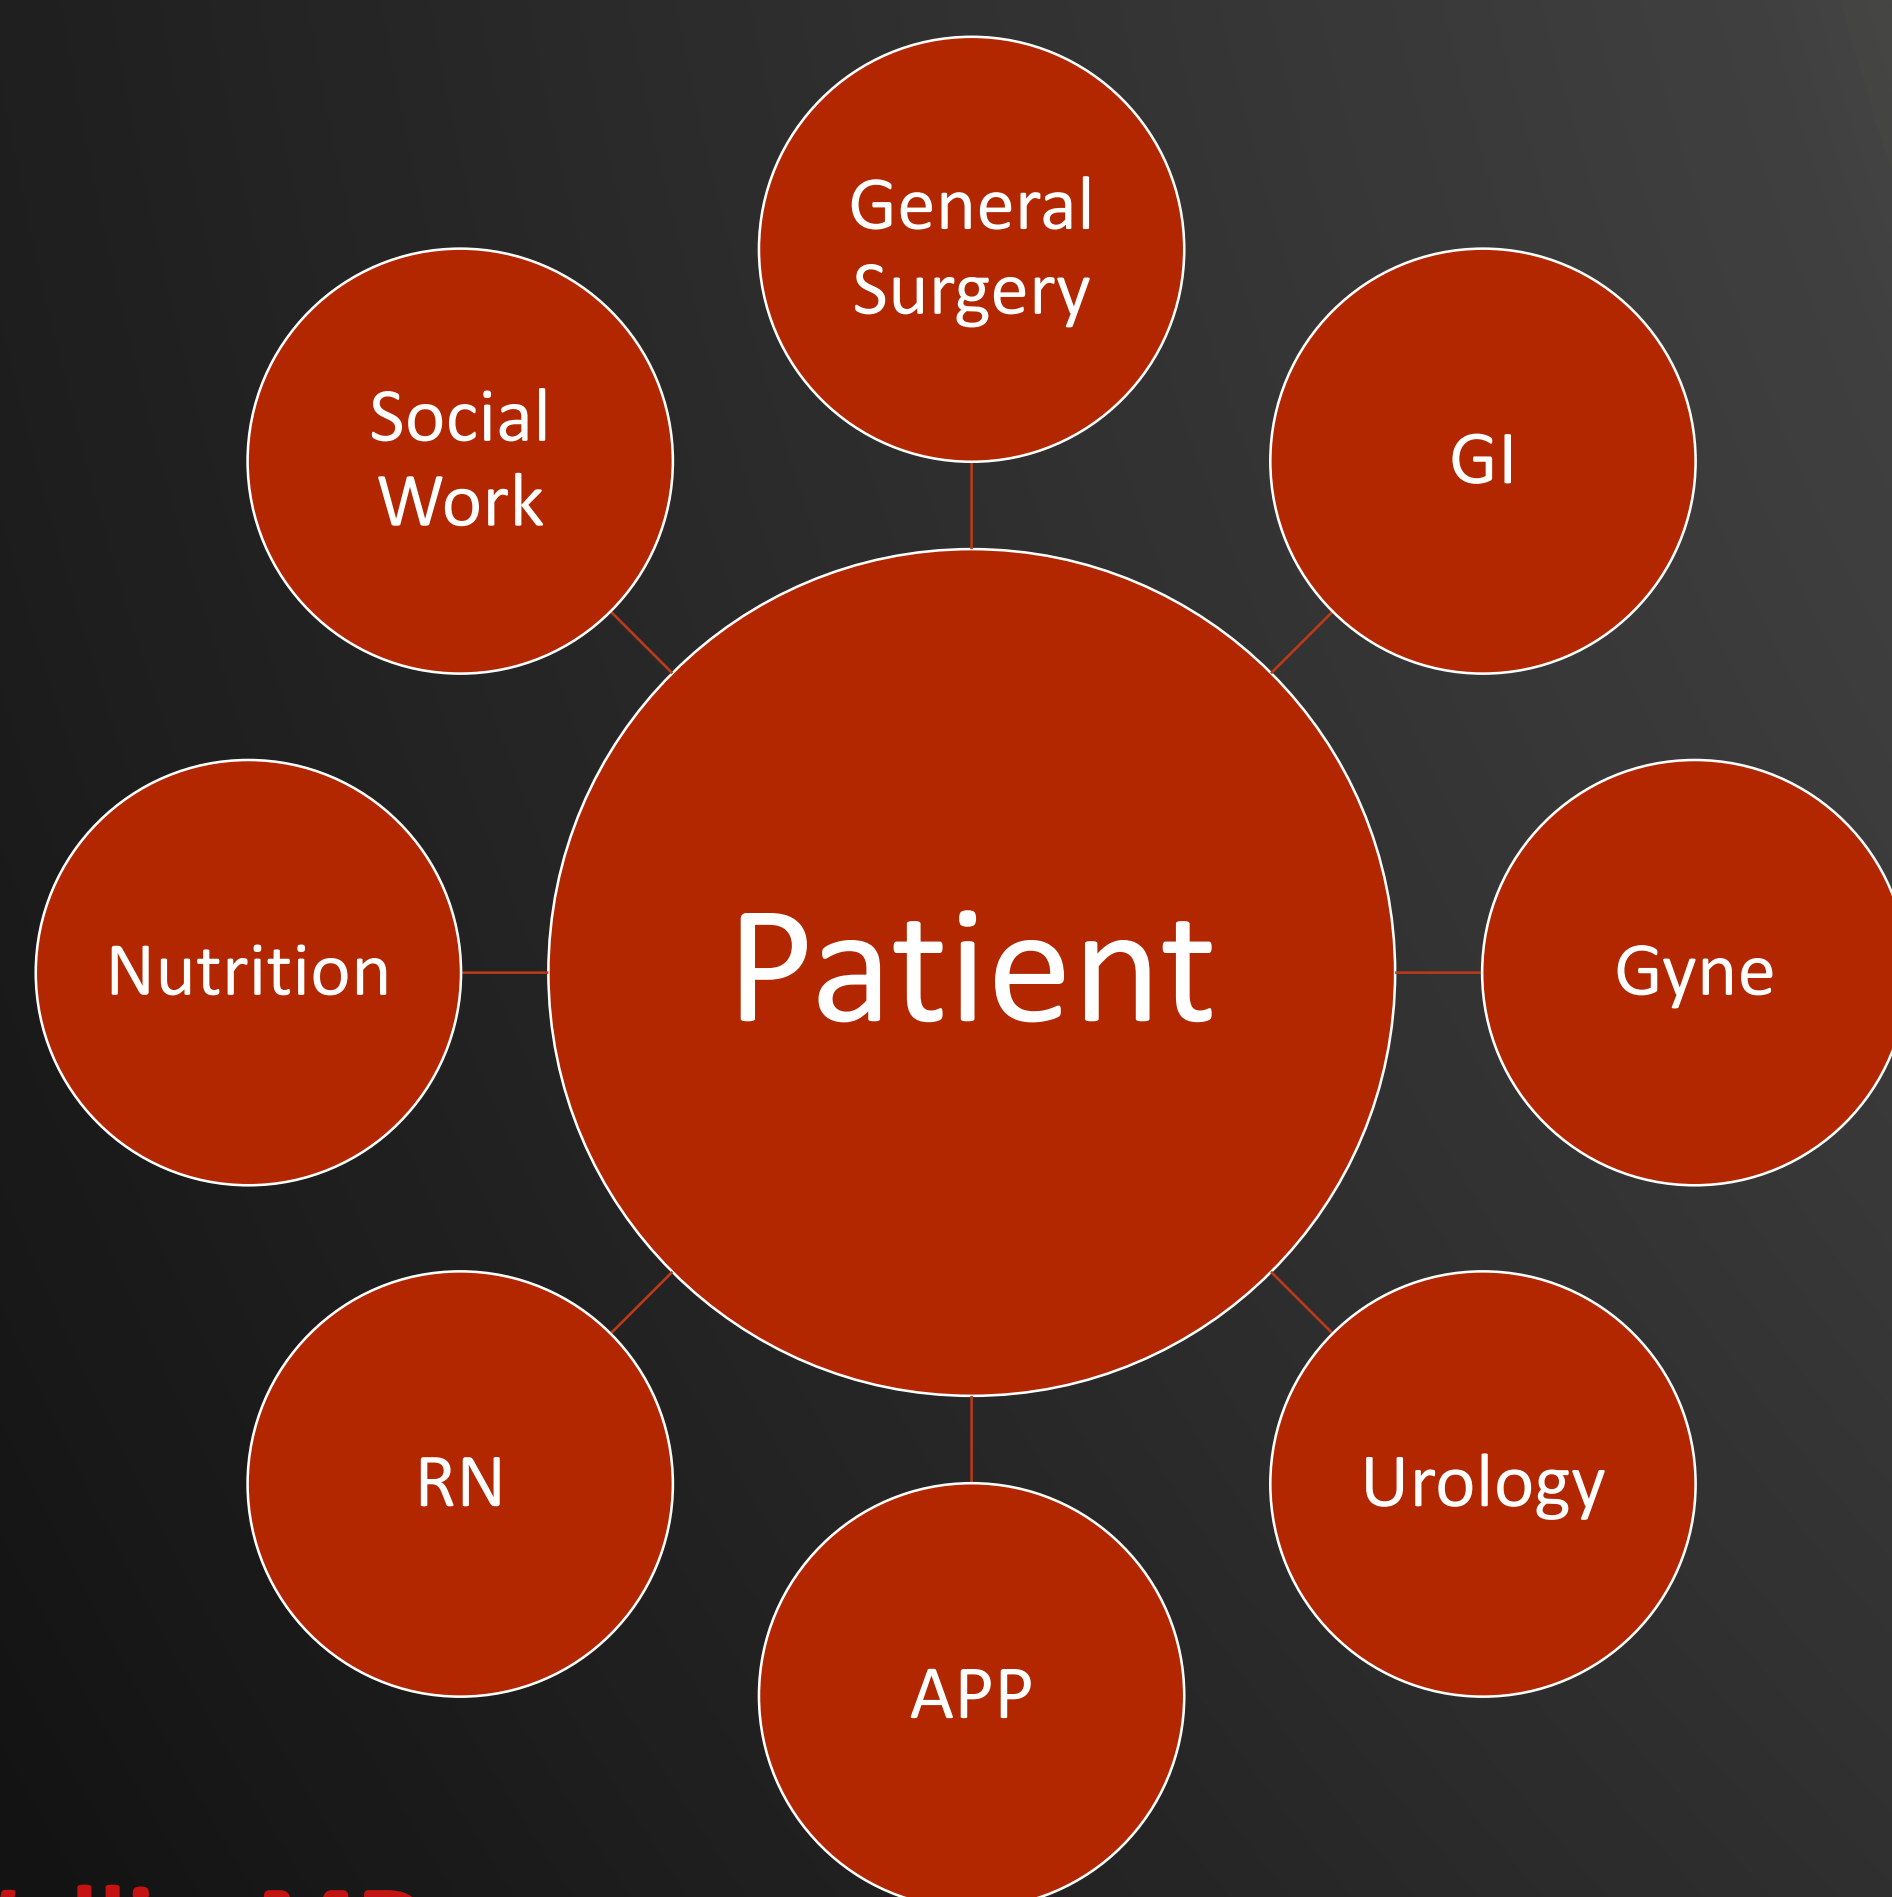 General
Surgery
GI
Gyne
Urology
APP
RN
Nutrition
Social
Work
Patient